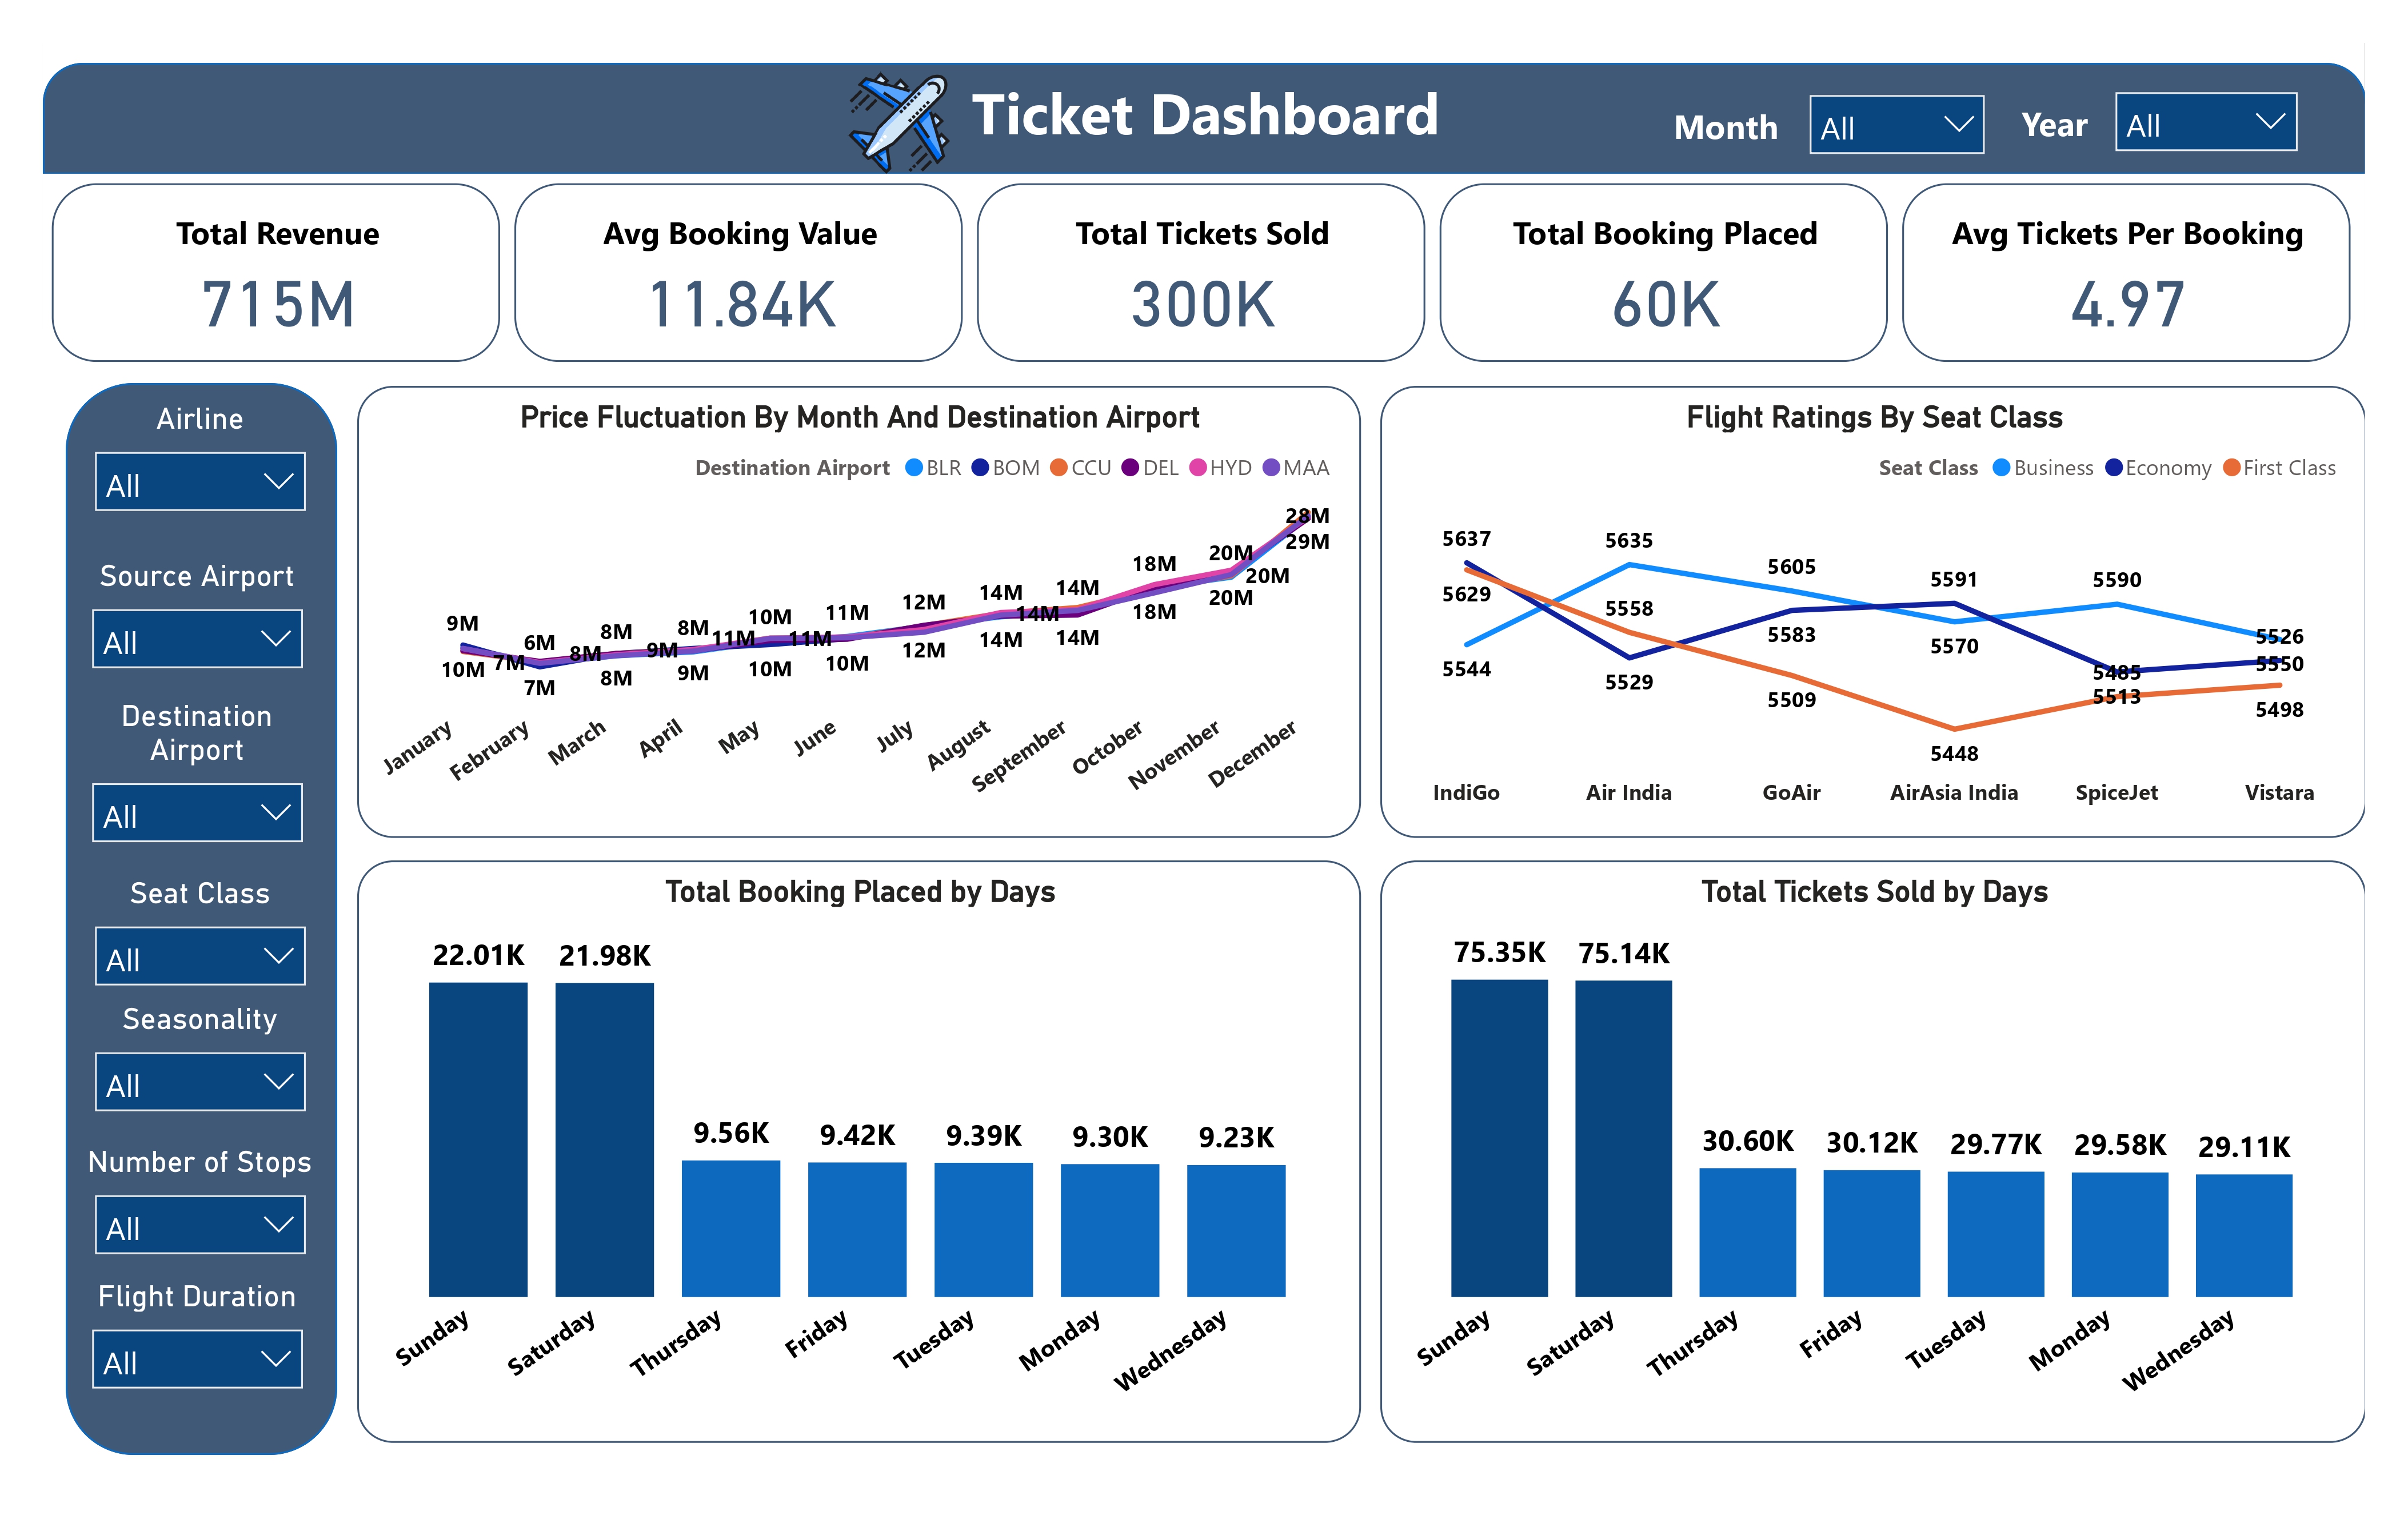 Ticket Dashboard
Month
All
Year
All
Total Revenue
715M
Avg Booking Value
11.84K
Total Tickets Sold
300K
Total Booking Placed
60K
Avg Tickets Per Booking
4.97
Airline
All
Source Airport
All
Destination
Airport
All
Seat Class
All
Seasonality
All
Number of Stops
All
Flight Duration
All
Price Fluctuation By Month And Destination Airport
Destination Airport BLR BOM CCU DEL HYD MAA
28M
29M
20M
18M
20M
14M
14M
20M
12M
14M
18M
11M
10M
9M
8M
8M
6M
11M
11M
14M
14M
9M
8M
7M
10M
12M
10M
10M
9M
8M
7M
January
February
March
April
May
June
July
August
September
October
November
December
Flight Ratings By Seat Class
Seat Class Business Economy First Class
5637
5635
5605
5591
5590
5629
5558
5526
5544
5529
5583
5570
5485
5550
5509
5513
5498
5448
IndiGo
Air India
GoAir
AirAsia India
SpiceJet
Vistara
Total Booking Placed by Days
22.01K
21.98K
9.56K
9.42K
9.39K
9.30K
9.23K
Sunday
Saturday
Thursday
Friday
Tuesday
Monday
Wednesday
Total Tickets Sold by Days
75.35K
75.14K
30.60K
30.12K
29.77K
29.58K
29.11K
Sunday
Saturday
Thursday
Friday
Tuesday
Monday
Wednesday